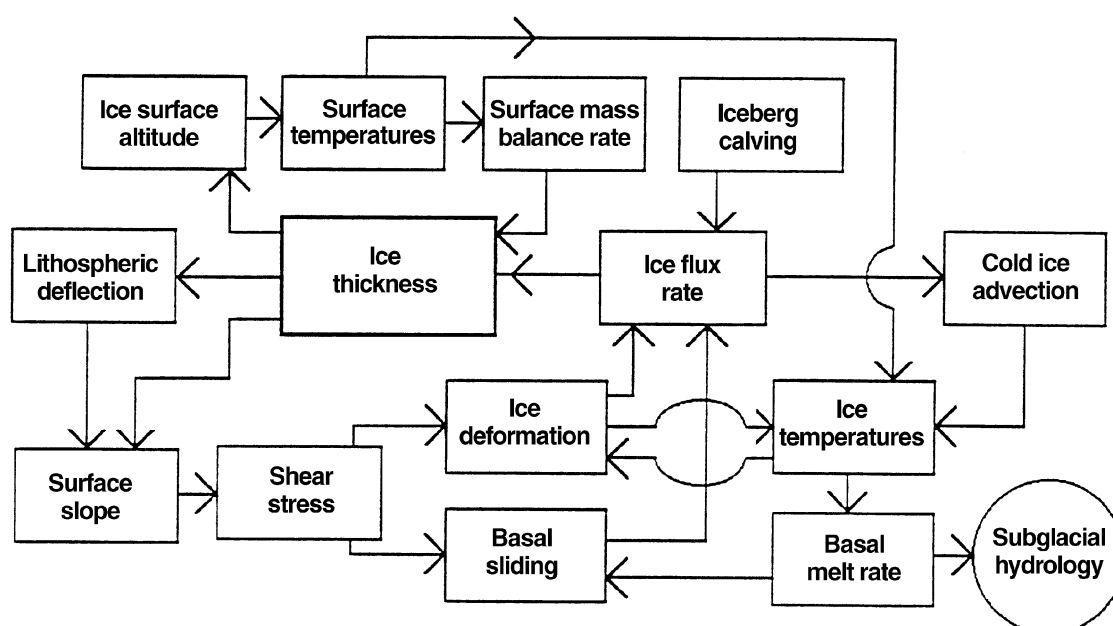 Ice surface
altitude
Surface
temperatures
Surface mass
balance rate
Iceberg
calving
Lithospheric
deflection
Ice
thickness
Ice flux
rate
Cold ice
advection
Ice
deformation
Ice
temperatures
Surface
slope
Shear
stress
Basal
sliding
Basal
melt rate
Subglacial
hydrology